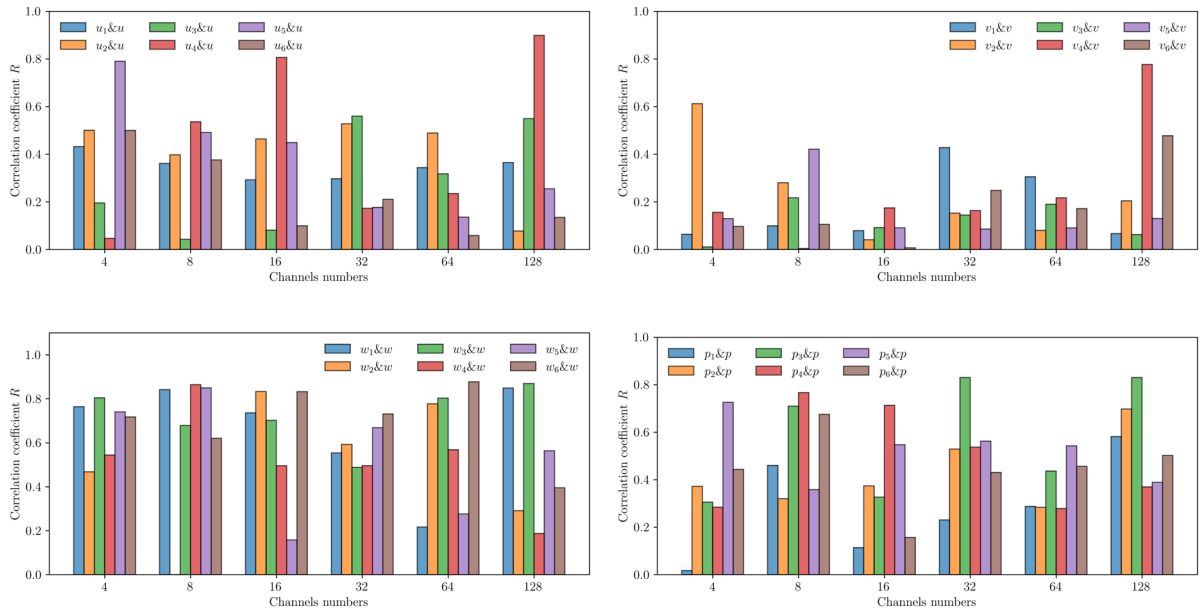 1.0
0.8
0.6
0.4
0.2
0.0
Correlation coefficient R
u₁&u u₃&u u₅&u
u₂&u u₄&u u₆&u
4 8 16 32 64 128
Channels numbers
1.0
0.8
0.6
0.4
0.2
0.0
Correlation coefficient R
v₁&v v₃&v v₅&v
v₂&v v₄&v v₆&v
4 8 16 32 64 128
Channels numbers
1.0
0.8
0.6
0.4
0.2
0.0
Correlation coefficient R
w₁&w w₃&w w₅&w
w₂&w w₄&w w₆&w
4 8 16 32 64 128
Channels numbers
1.0
0.8
0.6
0.4
0.2
0.0
Correlation coefficient R
p₁&p p₃&p p₅&p
p₂&p p₄&p p₆&p
4 8 16 32 64 128
Channels numbers